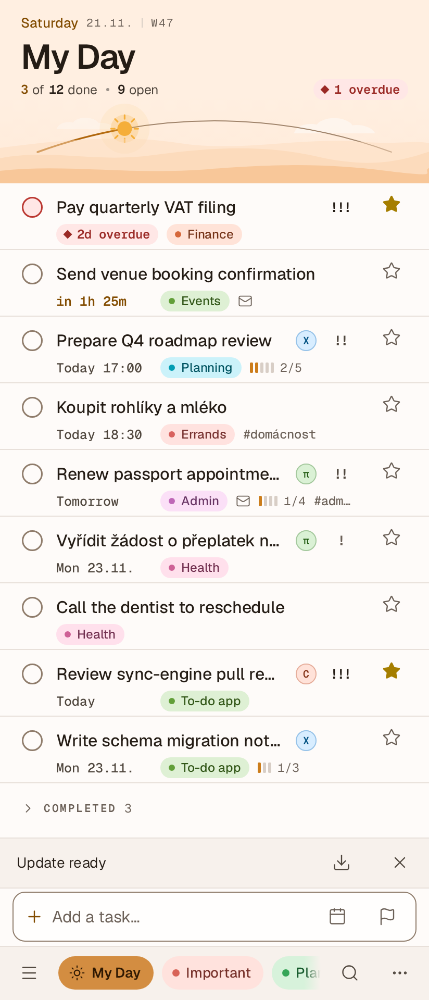 Saturday 21.11. | W47
My Day
3 of 12 done • 9 open
1 overdue
Pay quarterly VAT filing !!!
2d overdue Finance
Send venue booking confirmation
in 1h 25m Events
Prepare Q4 roadmap review X !!
Today 17:00 Planning 2/5
Koupit rohlíky a mléko
Today 18:30 Errands #domácnost
Renew passport appointme… π !!
Tomorrow Admin 1/4 #adm…
Vyřídit žádost o přeplatek n… π !
Mon 23.11. Health
Call the dentist to reschedule
Health
Review sync-engine pull re… C !!!
Today To-do app
Write schema migration not… X
Mon 23.11. To-do app 1/3
COMPLETED 3
Update ready
Add a task…
My Day Important Pla